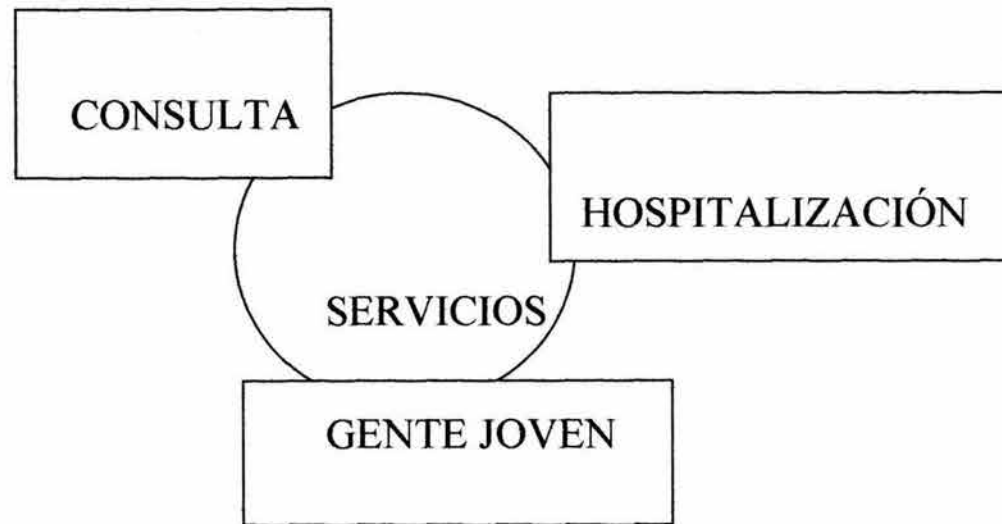 CONSULTA
HOSPITALIZACIÓN
SERVICIOS
GENTE JOVEN